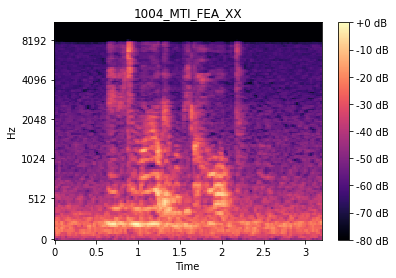 1004_MTI_FEA_XX
8192
4096
2048
1024
512
0
Hz
0 0.5 1 1.5 2 2.5 3
Time
+0 dB
-10 dB
-20 dB
-30 dB
-40 dB
-50 dB
-60 dB
-70 dB
-80 dB